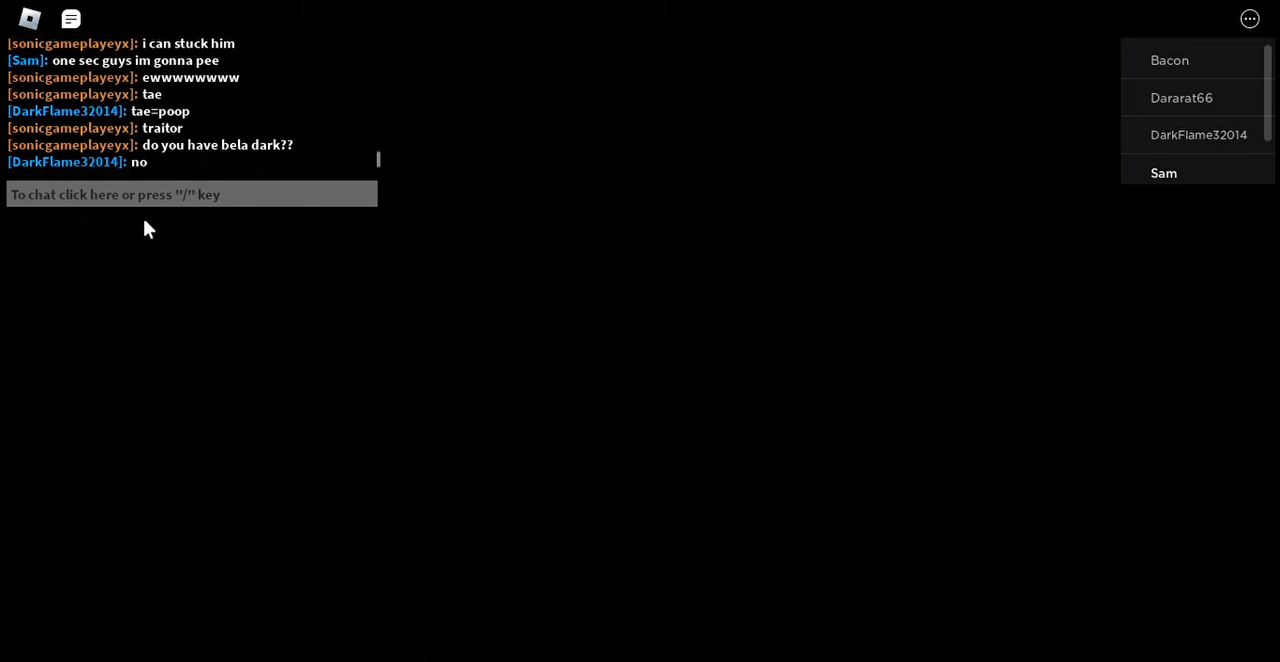 [sonicgameplayeyx]: i can stuck him
[Sam]: one sec guys im gonna pee
[sonicgameplayeyx]: ewwwwwwww
[sonicgameplayeyx]: tae
[DarkFlame32014]: tae=poop
[sonicgameplayeyx]: traitor
[sonicgameplayeyx]: do you have bela dark??
[DarkFlame32014]: no
To chat click here or press "/" key
Bacon
Dararat66
DarkFlame32014
Sam